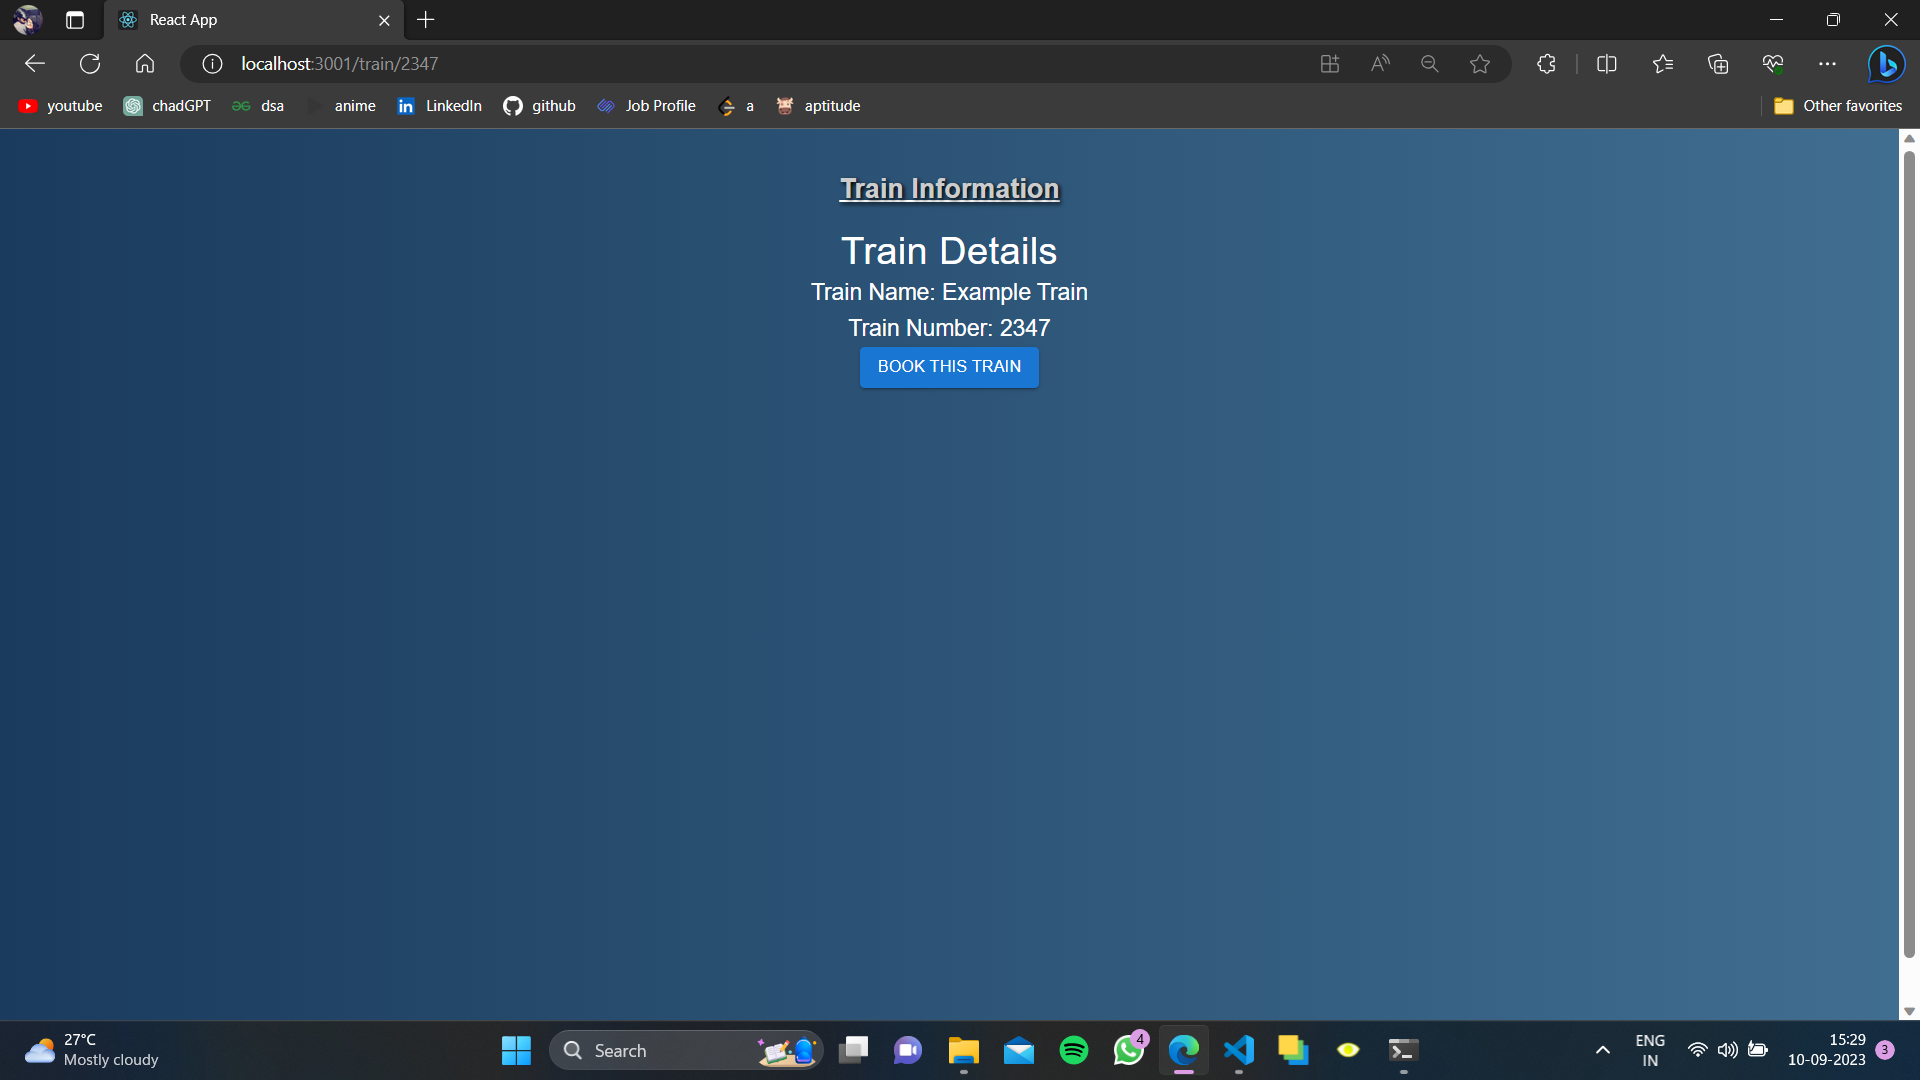 React App
localhost:3001/train/2347
youtube
chadGPT
dsa
anime
LinkedIn
github
Job Profile
a
aptitude
Other favorites
Train Information
Train Details
Train Name: Example Train
Train Number: 2347
BOOK THIS TRAIN
27°C
Mostly cloudy
Search
4
ENG
IN
15:29
10-09-2023
3